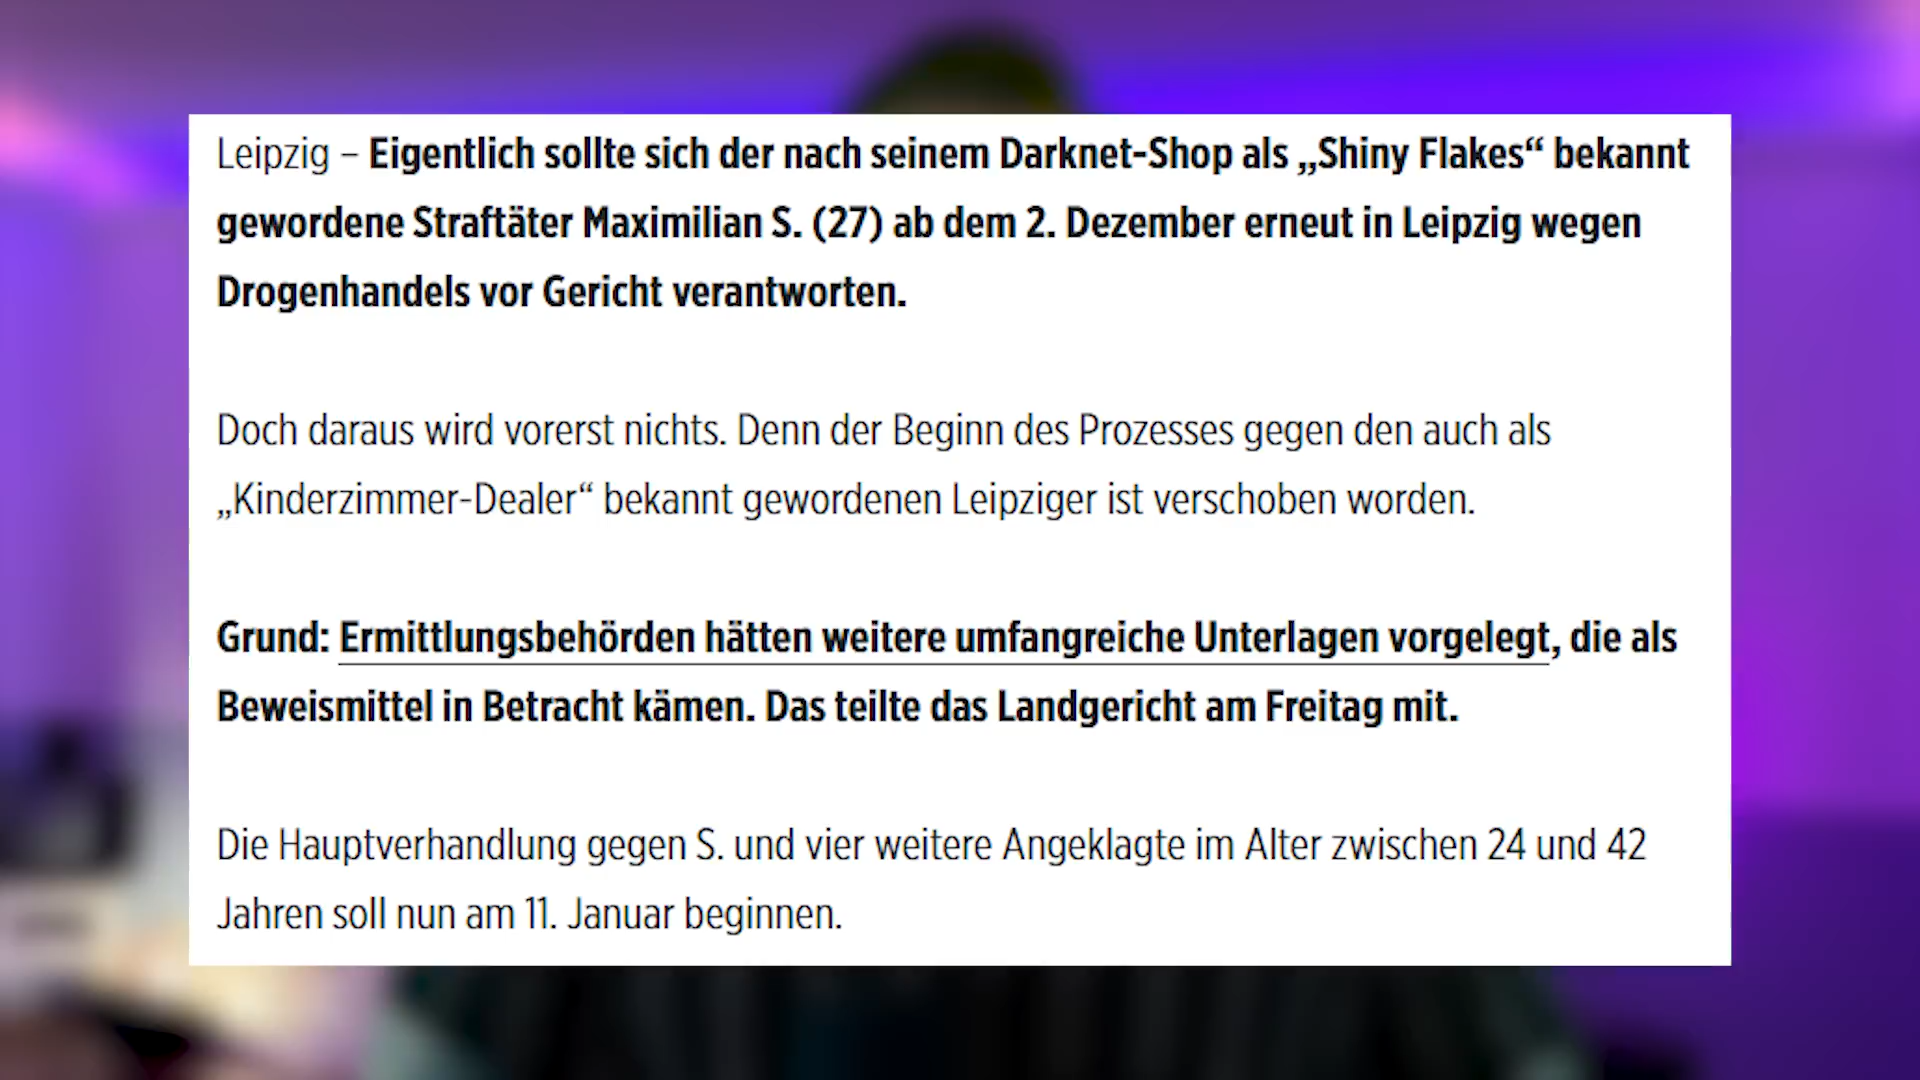 Leipzig – Eigentlich sollte sich der nach seinem Darknet-Shop als „Shiny Flakes“ bekannt
gewordene Straftäter Maximilian S. (27) ab dem 2. Dezember erneut in Leipzig wegen
Drogenhandels vor Gericht verantworten.
Doch daraus wird vorerst nichts. Denn der Beginn des Prozesses gegen den auch als
„Kinderzimmer-Dealer“ bekannt gewordenen Leipziger ist verschoben worden.
Grund: Ermittlungsbehörden hätten weitere umfangreiche Unterlagen vorgelegt, die als
Beweismittel in Betracht kämen. Das teilte das Landgericht am Freitag mit.
Die Hauptverhandlung gegen S. und vier weitere Angeklagte im Alter zwischen 24 und 42
Jahren soll nun am 11. Januar beginnen.